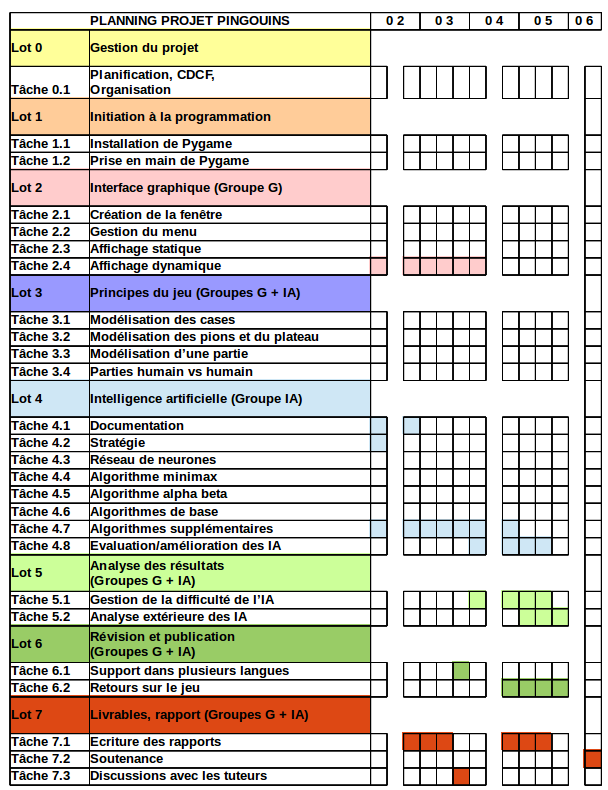 PLANNING PROJET PINGOUINS 0 2 0 3 0 4 0 5 0 6
Lot 0 Gestion du projet
Planification, CDCF,
Tâche 0.1 Organisation
Lot 1 Initiation à la programmation
Tâche 1.1 Installation de Pygame
Tâche 1.2 Prise en main de Pygame
Lot 2 Interface graphique (Groupe G)
Tâche 2.1 Création de la fenêtre
Tâche 2.2 Gestion du menu
Tâche 2.3 Affichage statique
Tâche 2.4 Affichage dynamique
Lot 3 Principes du jeu (Groupes G + IA)
Tâche 3.1 Modélisation des cases
Tâche 3.2 Modélisation des pions et du plateau
Tâche 3.3 Modélisation d’une partie
Tâche 3.4 Parties humain vs humain
Lot 4 Intelligence artificielle (Groupe IA)
Tâche 4.1 Documentation
Tâche 4.2 Stratégie
Tâche 4.3 Réseau de neurones
Tâche 4.4 Algorithme minimax
Tâche 4.5 Algorithme alpha beta
Tâche 4.6 Algorithmes de base
Tâche 4.7 Algorithmes supplémentaires
Tâche 4.8 Evaluation/amélioration des IA
Lot 5 Analyse des résultats
(Groupes G + IA)
Tâche 5.1 Gestion de la difficulté de l’IA
Tâche 5.2 Analyse extérieure des IA
Lot 6 Révision et publication
(Groupes G + IA)
Tâche 6.1 Support dans plusieurs langues
Tâche 6.2 Retours sur le jeu
Lot 7 Livrables, rapport (Groupes G + IA)
Tâche 7.1 Ecriture des rapports
Tâche 7.2 Soutenance
Tâche 7.3 Discussions avec les tuteurs